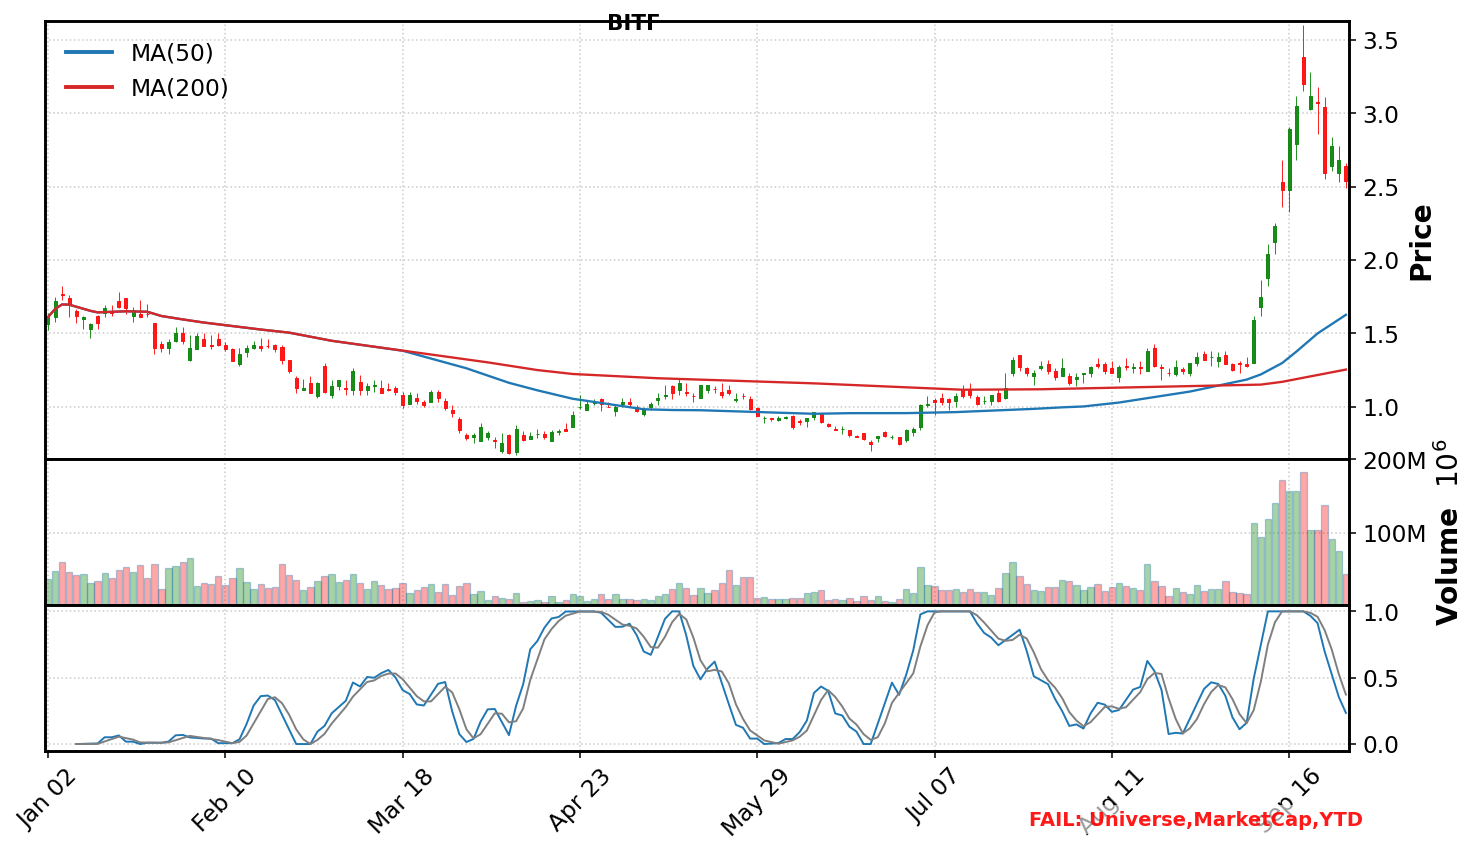 BITF
MA(50)
MA(200)
3.5
3.0
2.5
2.0
1.5
1.0
Price
200M
100M
Volume 10^6
1.0
0.5
0.0
Jan 02
Feb 10
Mar 18
Apr 23
May 29
Jul 07
Aug 11
Sep 16
FAIL: Universe,MarketCap,YTD